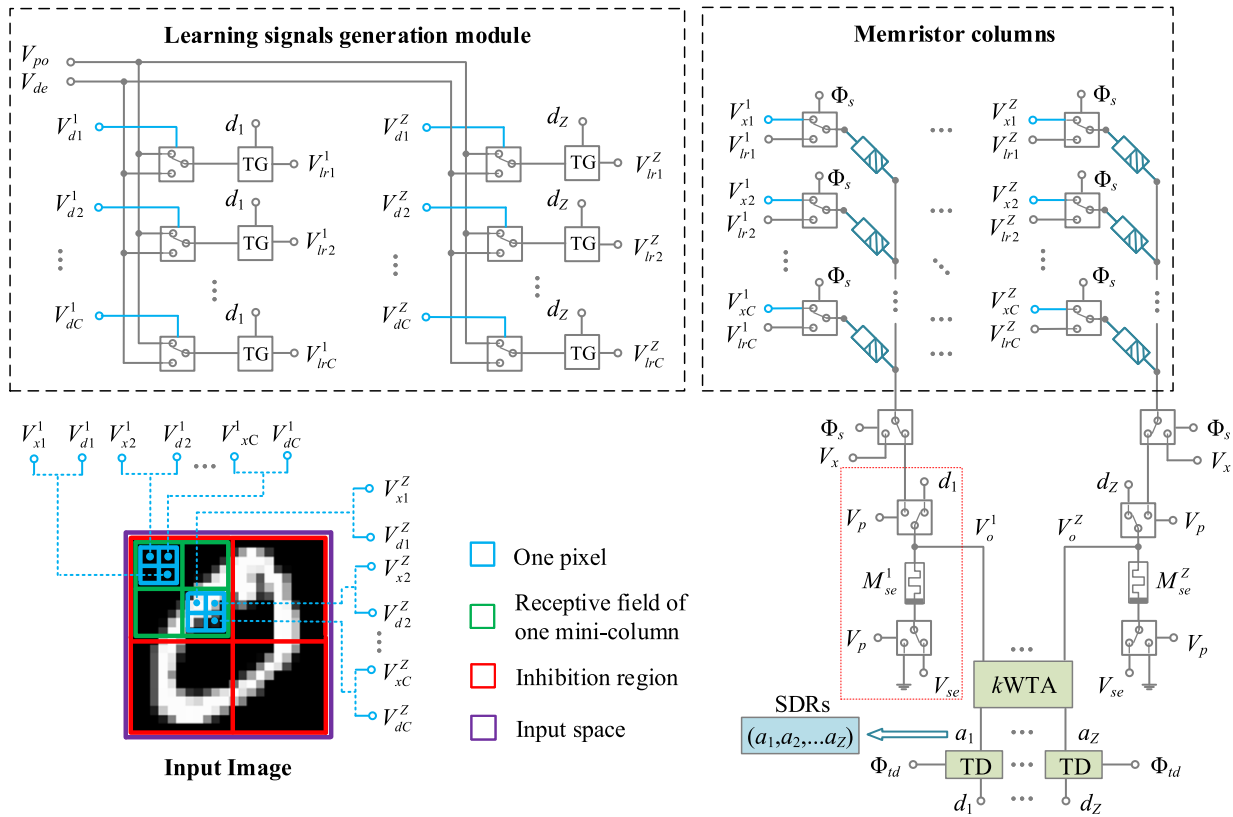 Learning signals generation module
V_po
V_de
V_d1^1 d_1 TG V_lr1^1
V_d2^1 d_1 TG V_lr2^1
⋮ ⋮
V_dC^1 d_1 TG V_lrC^1
V_d1^Z d_Z TG V_lr1^Z
V_d2^Z d_Z TG V_lr2^Z
⋮ ⋮
V_dC^Z d_Z TG V_lrC^Z
Memristor columns
Φ_s ... Φ_s
V_x1^1 V_x1^Z
V_lr1^1 V_lr1^Z
Φ_s ... Φ_s
V_x2^1 V_x2^Z
V_lr2^1 V_lr2^Z
⋮ ⋱ ⋮
Φ_s ... Φ_s
V_xC^1 V_xC^Z
V_lrC^1 ... V_lrC^Z
V_x1^1 V_d1^1 V_x2^1 V_d2^1 ... V_xC^1 V_dC^1
V_x1^Z
V_d1^Z
V_x2^Z
V_d2^Z
⋮
V_xC^Z
V_dC^Z
Input Image
One pixel
Receptive field of
one mini-column
Inhibition region
Input space
Φ_s Φ_s
V_x V_x
d_1 d_Z
V_p V_o^1 V_o^Z V_p
M_se^1 M_se^Z
V_p V_p
V_se ... V_se
kWTA
SDRs
(a_1,a_2,...a_Z) a_1 ... a_Z
Φ_td TD ... TD Φ_td
d_1 ... d_Z